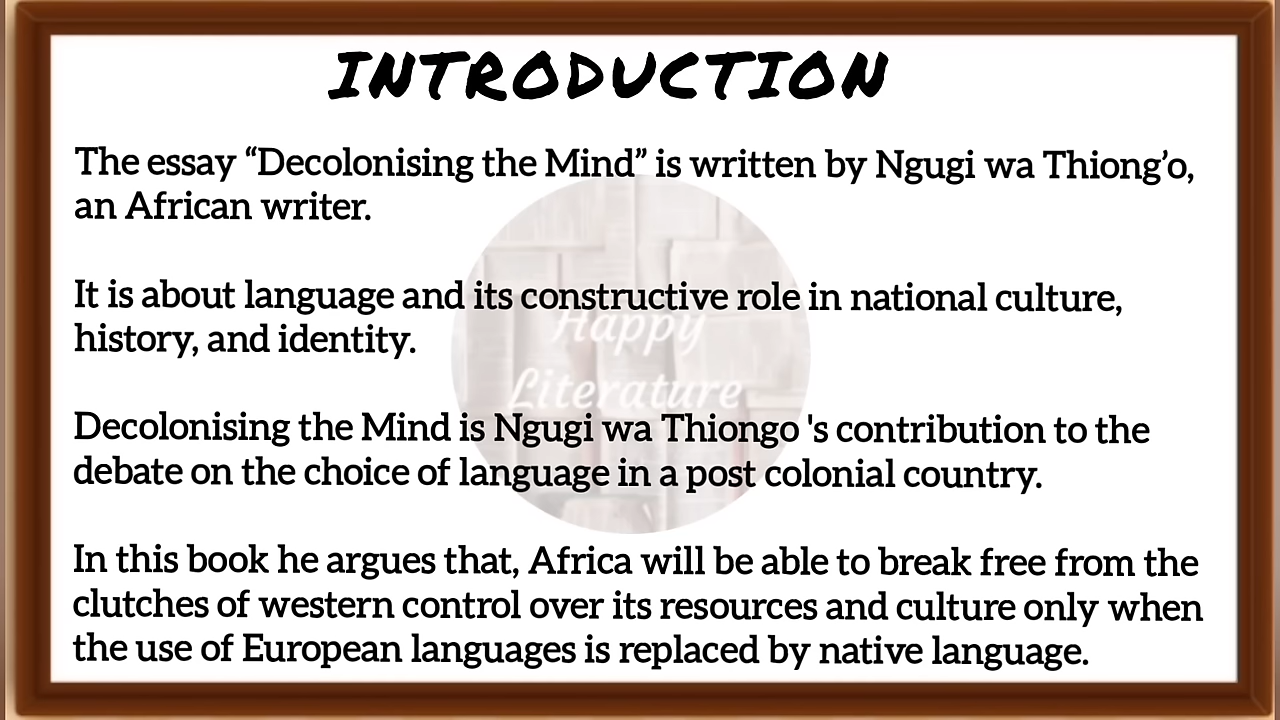 INTRODUCTION
The essay “Decolonising the Mind” is written by Ngugi wa Thiong’o,
an African writer.
It is about language and its constructive role in national culture,
history, and identity.
Happy
Literature
Decolonising the Mind is Ngugi wa Thiongo 's contribution to the
debate on the choice of language in a post colonial country.
In this book he argues that, Africa will be able to break free from the
clutches of western control over its resources and culture only when
the use of European languages is replaced by native language.